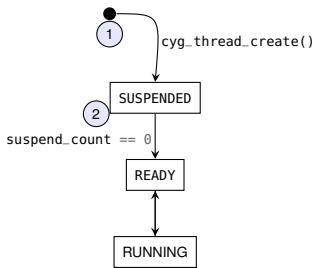 1
cyg_thread_create()
SUSPENDED
2
suspend_count == 0
READY
RUNNING